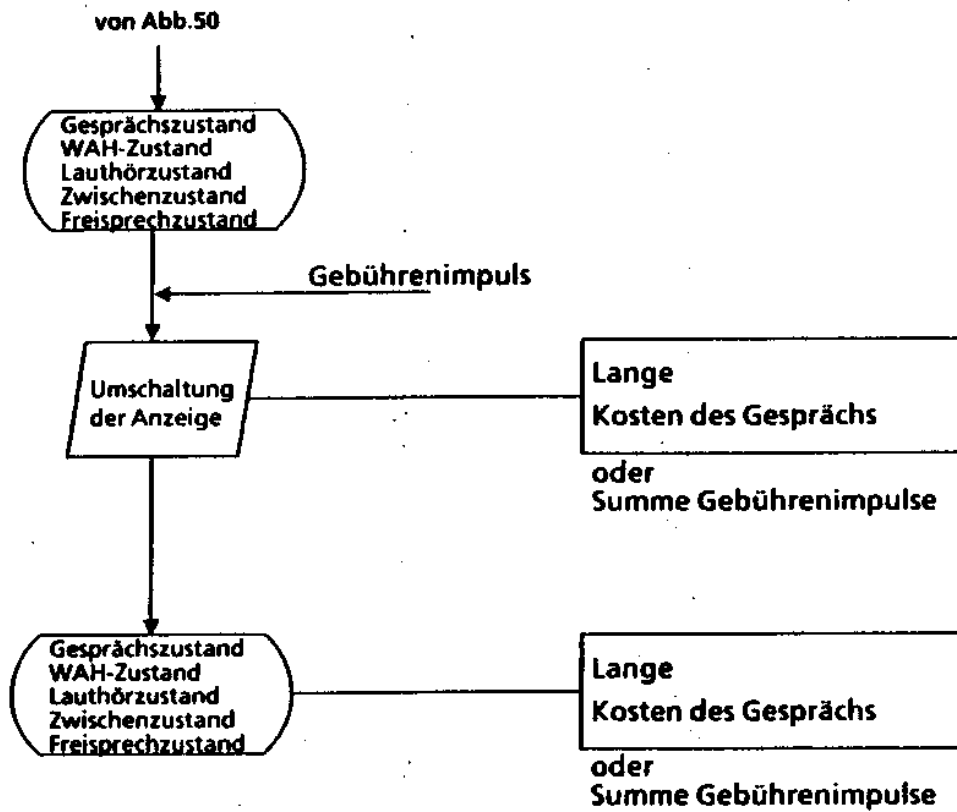 von Abb.50
Gesprächszustand
WAH-Zustand
Lauthörzustand
Zwischenzustand
Freisprechzustand
Gebührenimpuls
Umschaltung
der Anzeige
Lange
Kosten des Gesprächs
oder
Summe Gebührenimpulse
Gesprächszustand
WAH-Zustand
Lauthörzustand
Zwischenzustand
Freisprechzustand
Lange
Kosten des Gesprächs
oder
Summe Gebührenimpulse